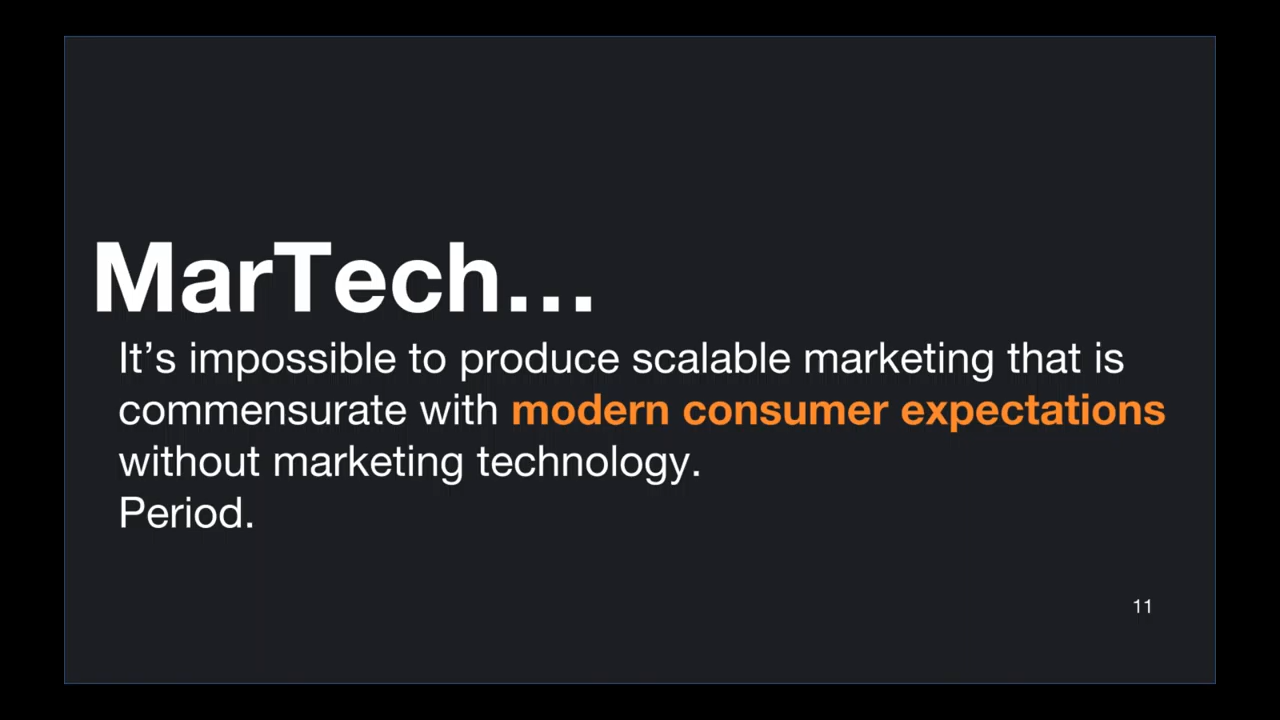 MarTech...
It’s impossible to produce scalable marketing that is
commensurate with modern consumer expectations
without marketing technology.
Period.
11